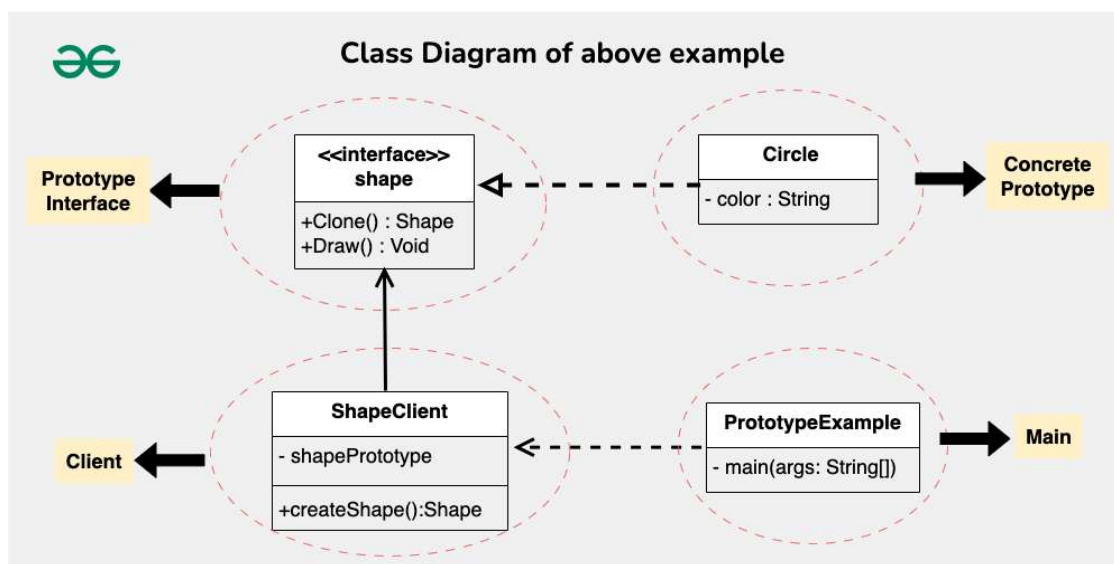 Class Diagram of above example
<<interface>>
shape
+Clone() : Shape
+Draw() : Void
Circle
- color : String
Prototype
Interface
Concrete
Prototype
ShapeClient
- shapePrototype
+createShape():Shape
PrototypeExample
- main(args: String[])
Client
Main